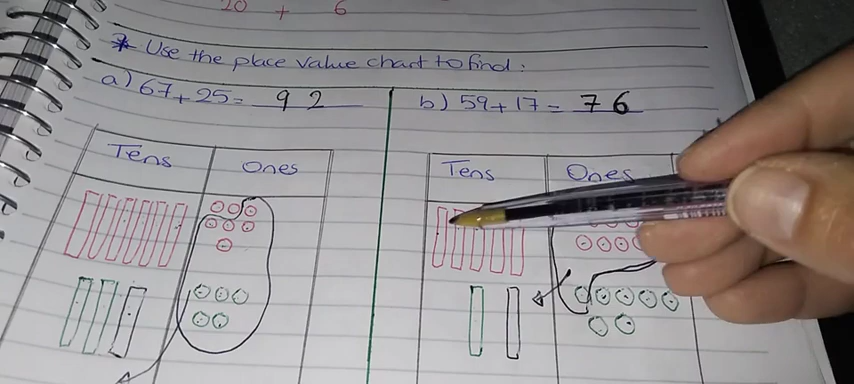 20 + 6
* Use the place value chart to find:
a) 67+25= 92
b) 59+17= 76
Tens Ones
Tens Ones